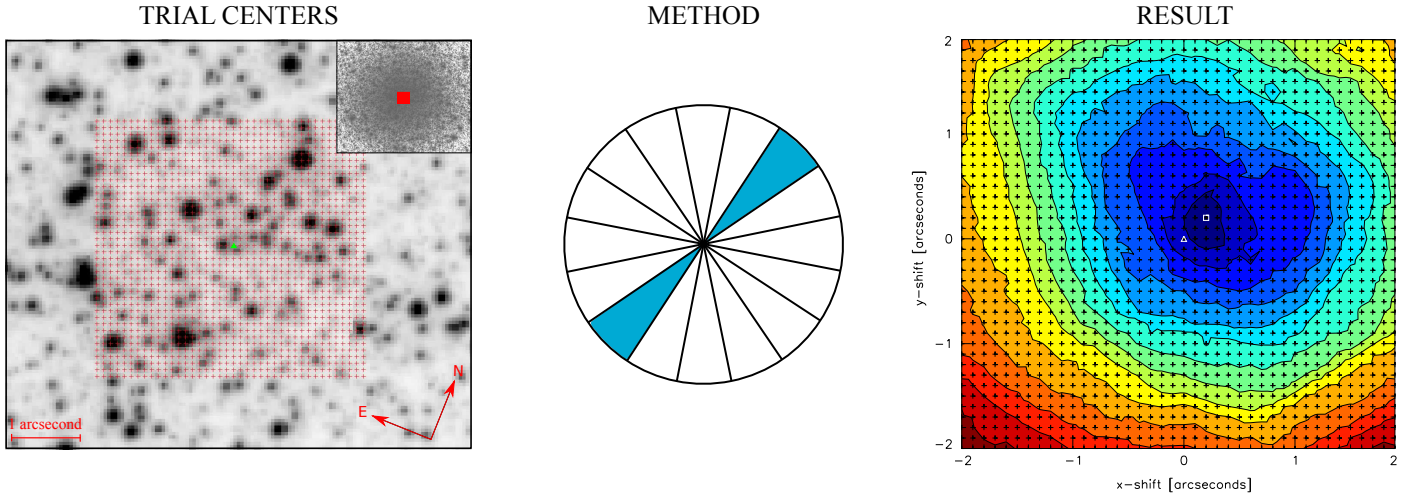 TRIAL CENTERS
METHOD
RESULT
N
E
1 arcsecond
2
1
0
−1
−2
−2
−1
0
1
2
y−shift [arcseconds]
x−shift [arcseconds]